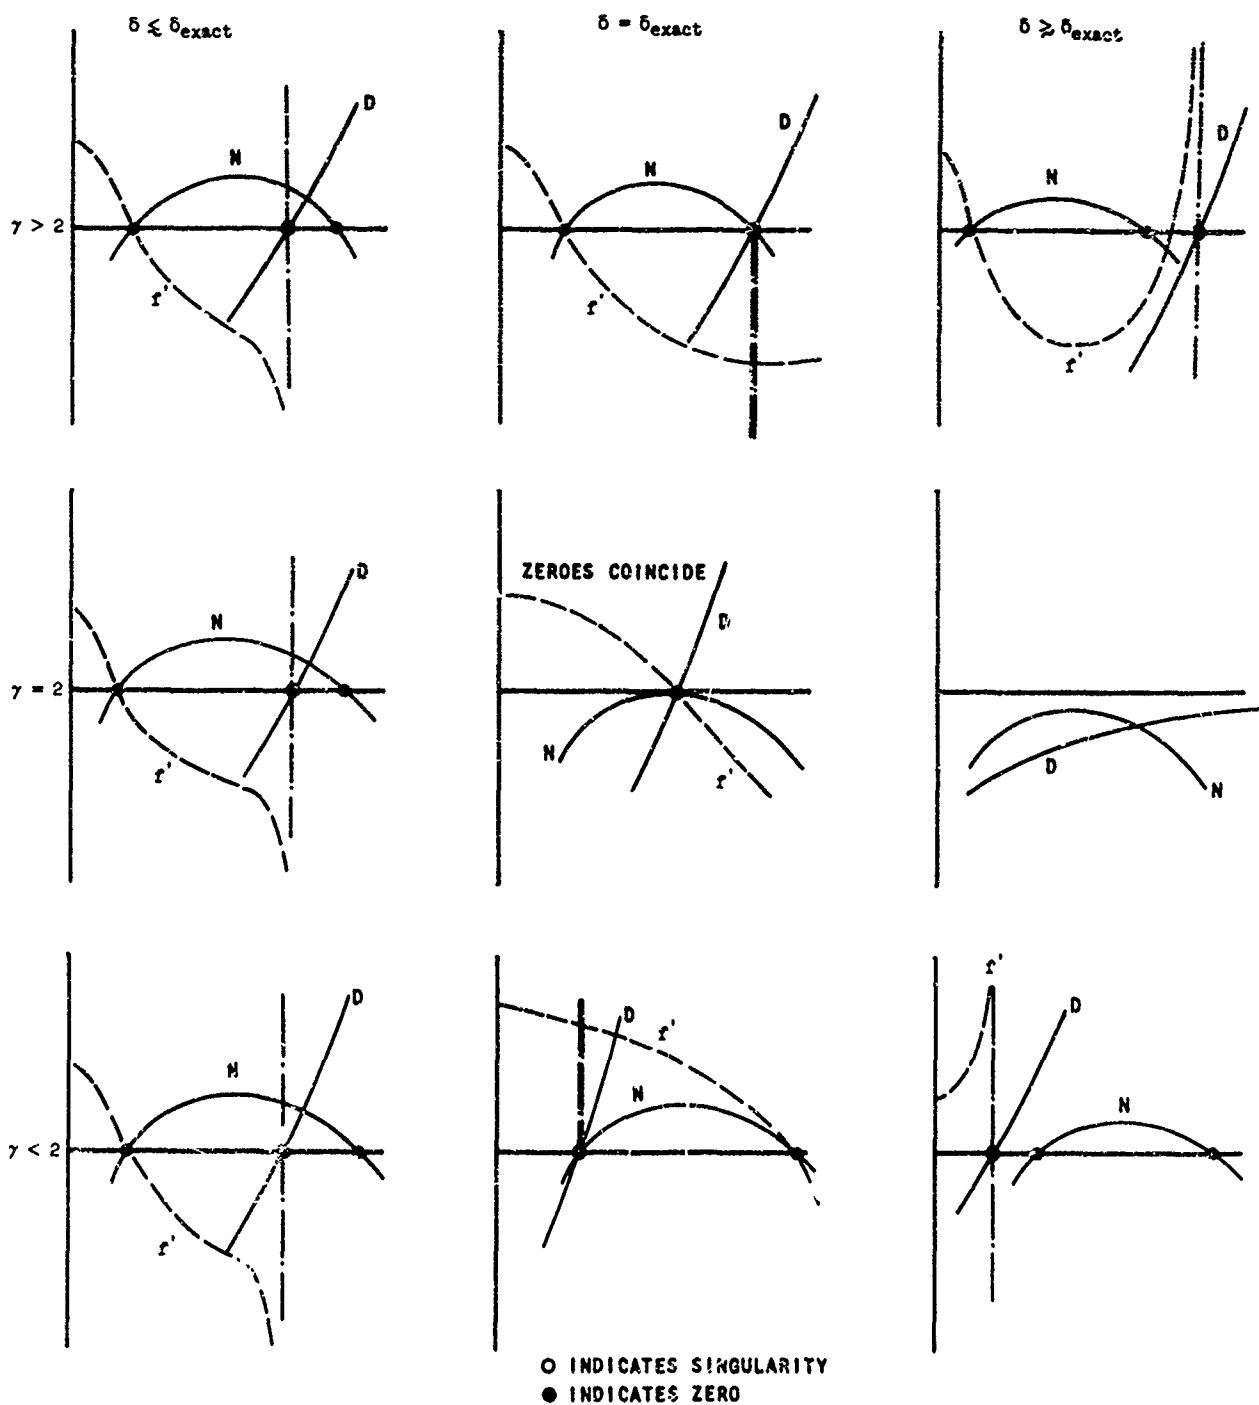 δ ≲ δexact
δ = δexact
δ ≳ δexact
γ > 2
N
D
f'
N
D
f'
N
D
f'
γ = 2
N
D
f'
ZEROES COINCIDE
D
N
f'
D
N
γ < 2
N
D
f'
D
f'
N
f'
D
N
O INDICATES SINGULARITY
● INDICATES ZERO